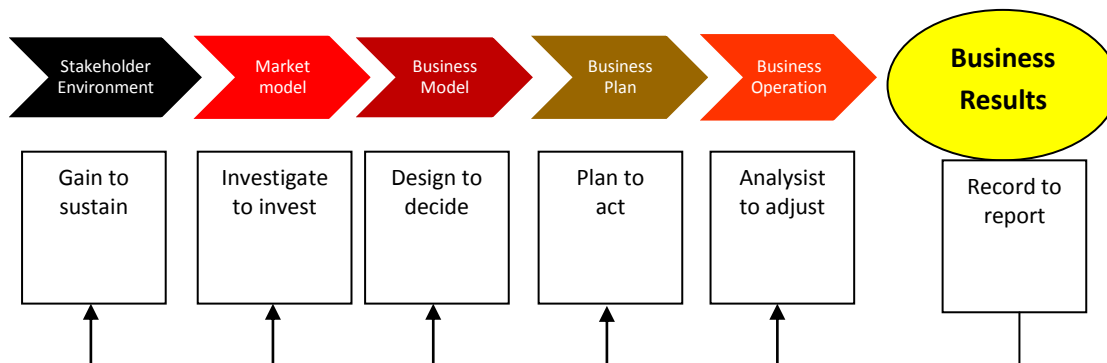 Stakeholder
Environment
Market
model
Business
Model
Business
Plan
Business
Operation
Business
Results
Gain to
sustain
Investigate
to invest
Design to
decide
Plan to
act
Analysist
to adjust
Record to
report